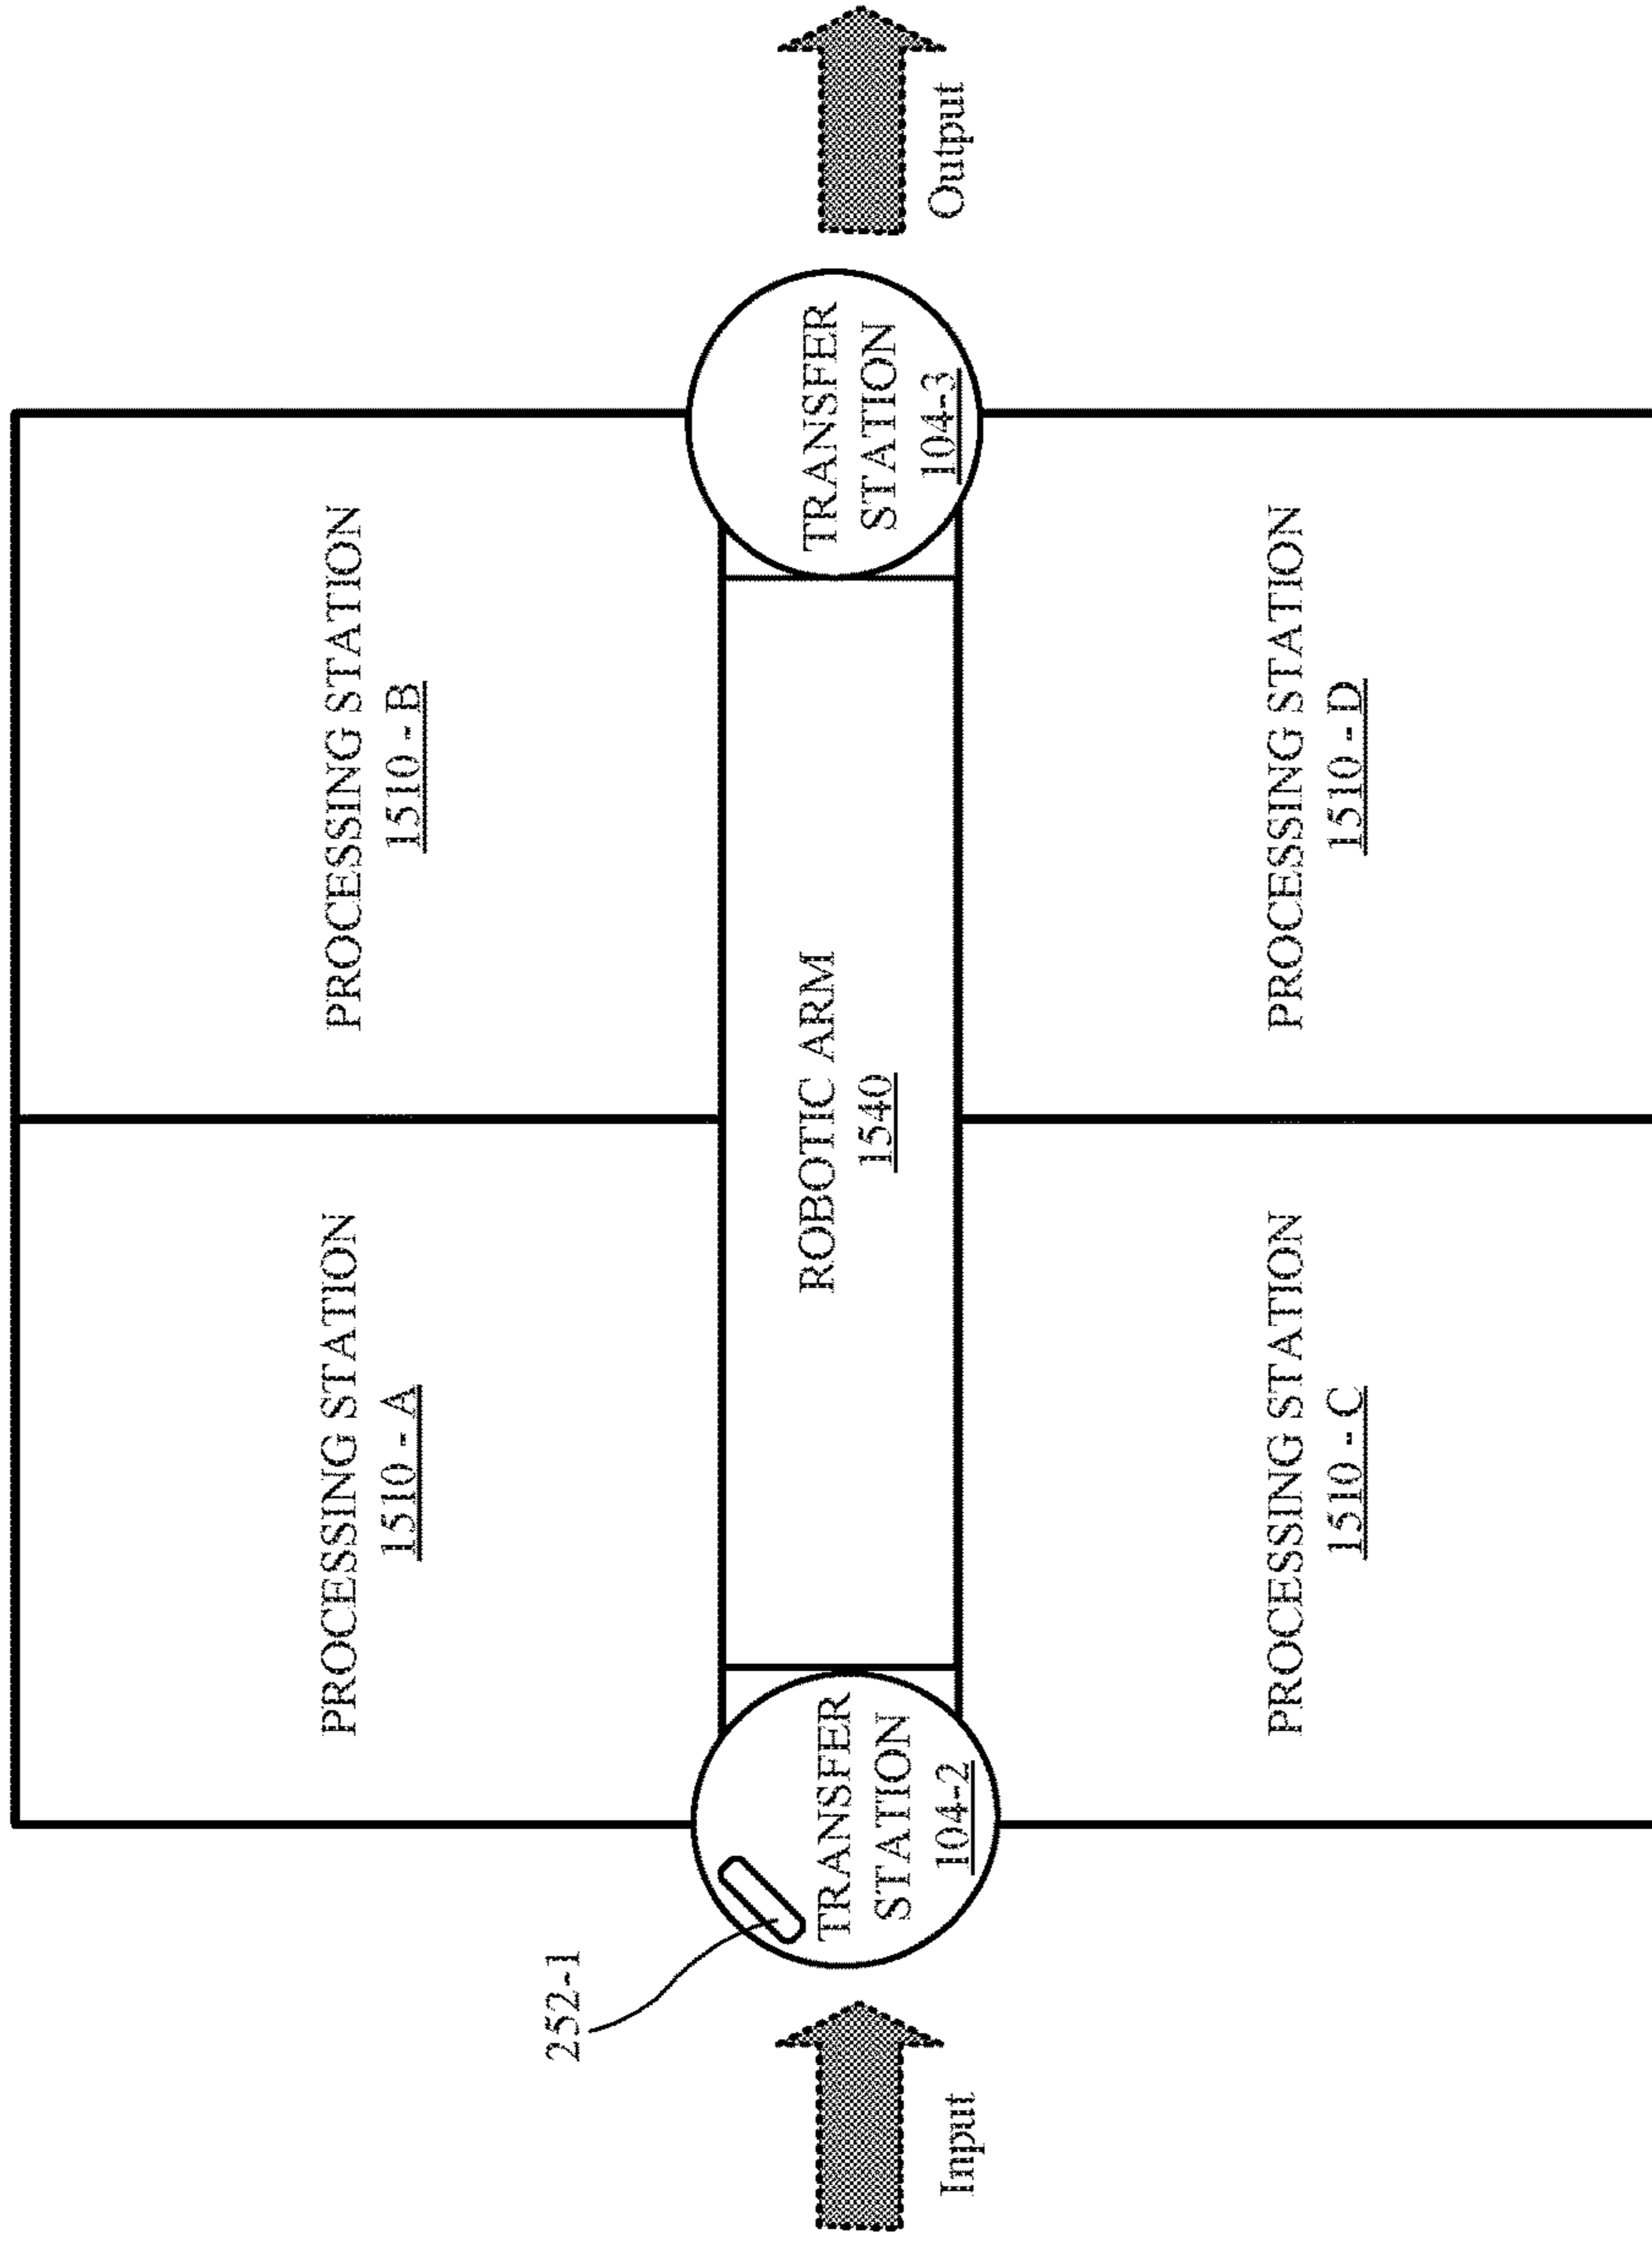 PROCESSING STATION
1510 - A
PROCESSING STATION
1510 - B
252-1
Input
TRANSFER
STATION
104-2
ROBOTIC ARM
1540
TRANSFER
STATION
104-3
Output
PROCESSING STATION
1510 - C
PROCESSING STATION
1510 - D